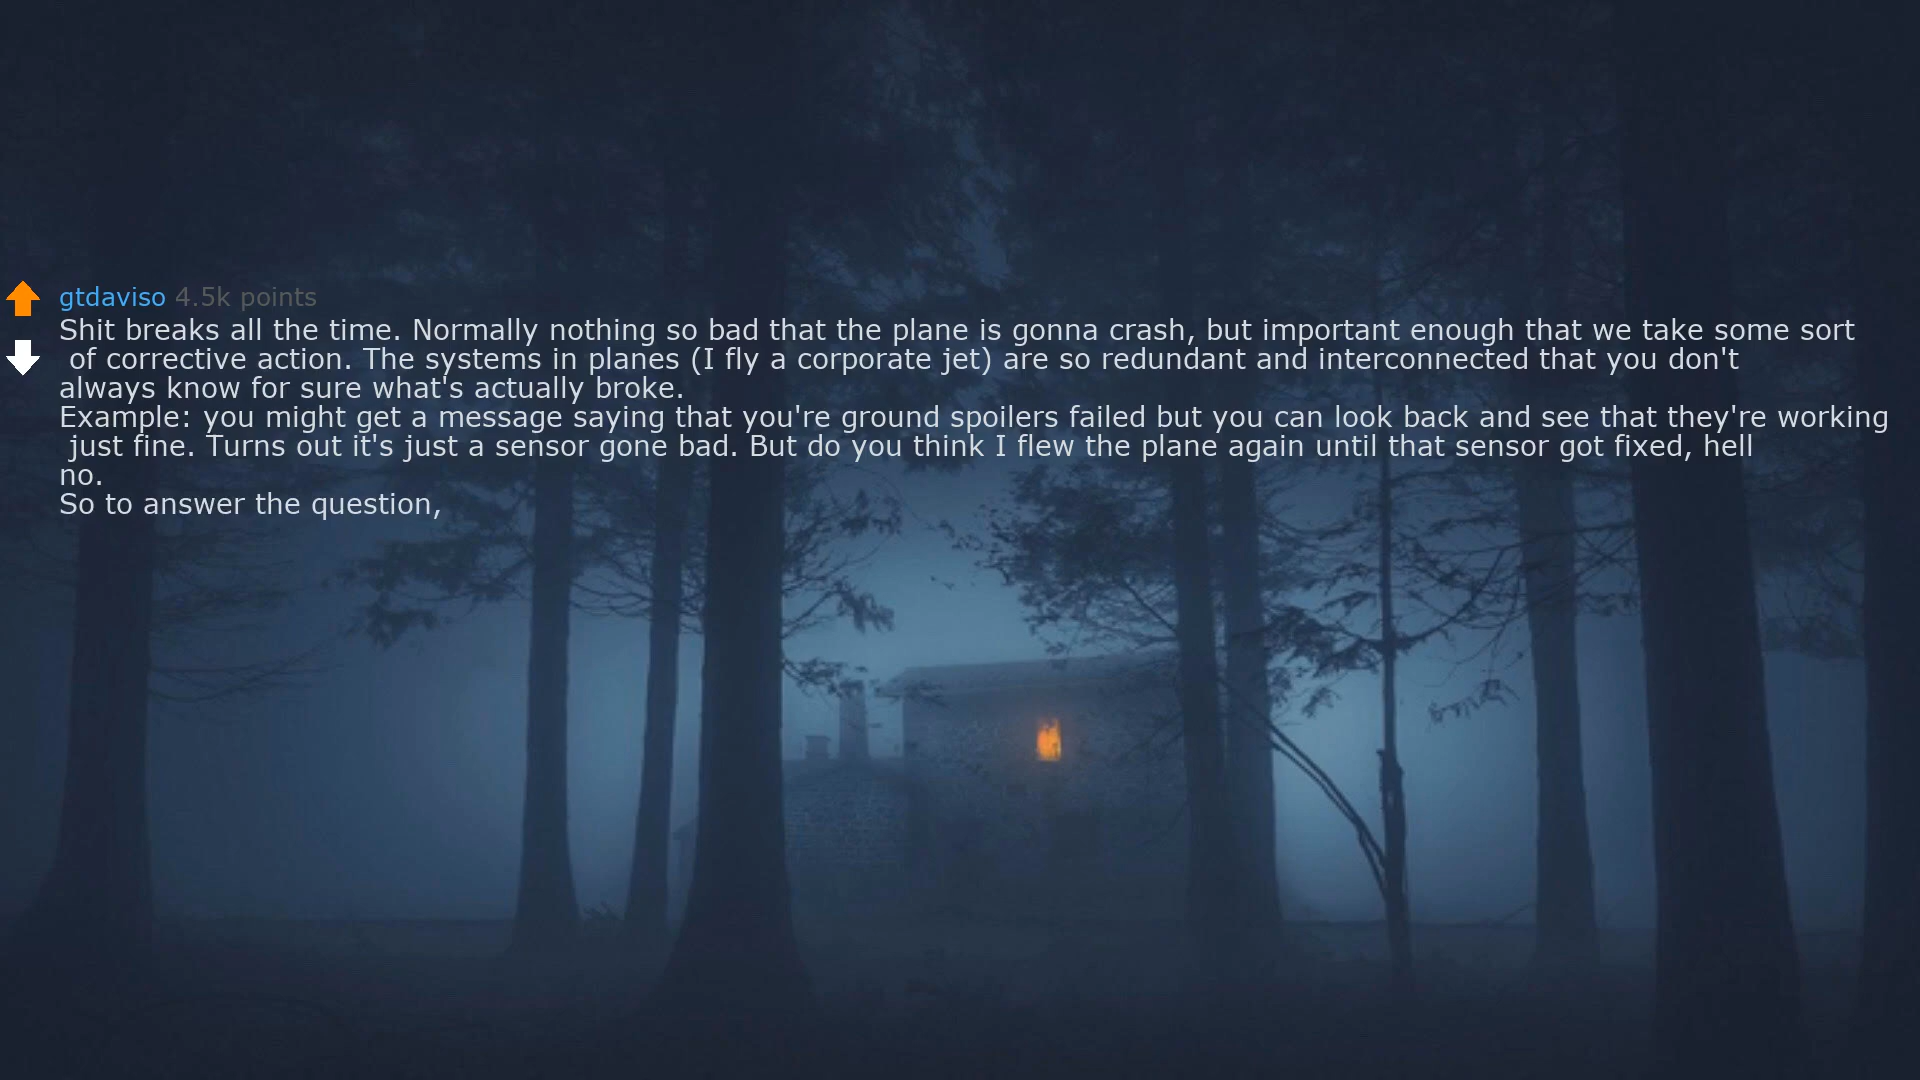 gtdaviso 4.5k points
Shit breaks all the time. Normally nothing so bad that the plane is gonna crash, but important enough that we take some sort
of corrective action. The systems in planes (I fly a corporate jet) are so redundant and interconnected that you don't
always know for sure what's actually broke.
Example: you might get a message saying that you're ground spoilers failed but you can look back and see that they're working
just fine. Turns out it's just a sensor gone bad. But do you think I flew the plane again until that sensor got fixed, hell
no.
So to answer the question,